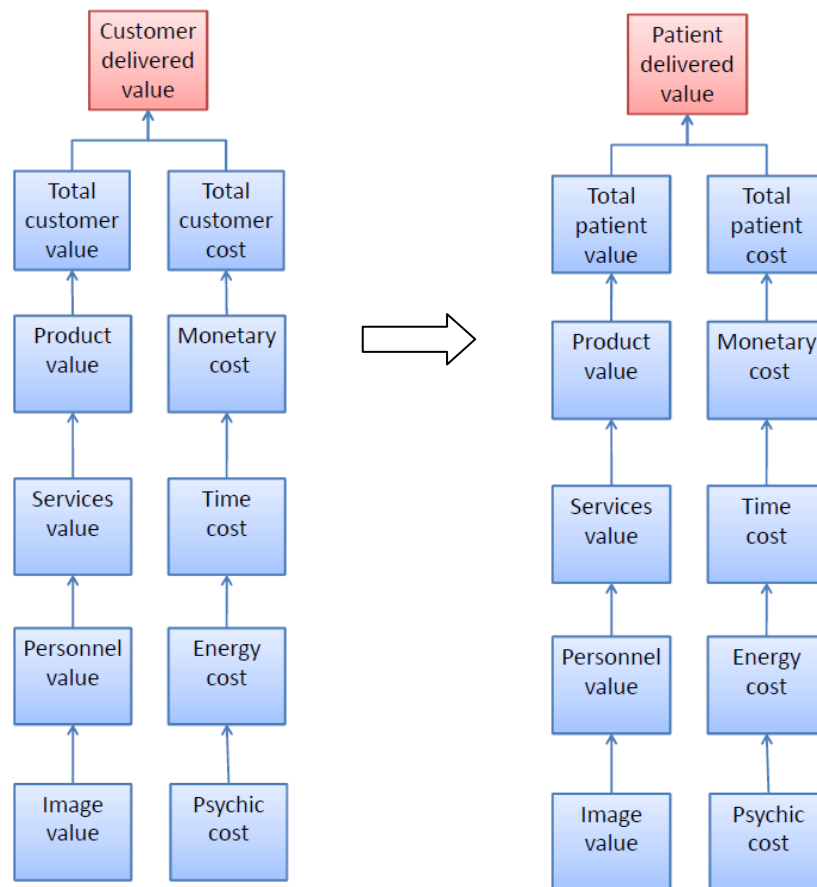 Customer
delivered
value
Total
customer
value
Total
customer
cost
Product
value
Monetary
cost
Services
value
Time
cost
Personnel
value
Energy
cost
Image
value
Psychic
cost
Patient
delivered
value
Total
patient
value
Total
patient
cost
Product
value
Monetary
cost
Services
value
Time
cost
Personnel
value
Energy
cost
Image
value
Psychic
cost